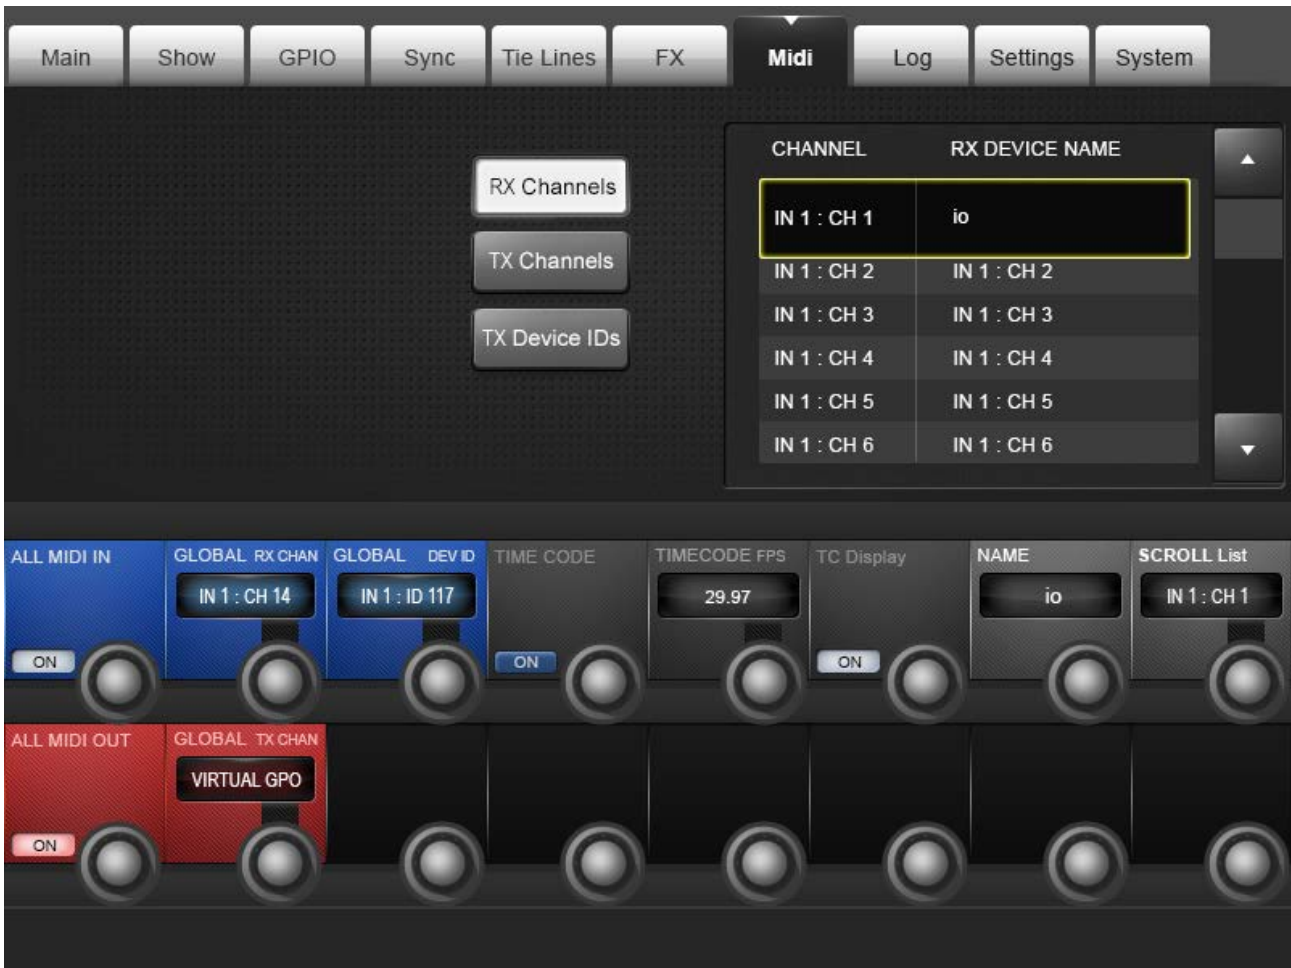 Main Show GPIO Sync Tie Lines FX Midi Log Settings System
CHANNEL RX DEVICE NAME
RX Channels
IN 1 : CH 1 io
TX Channels
IN 1 : CH 2 IN 1 : CH 2
IN 1 : CH 3 IN 1 : CH 3
TX Device IDs
IN 1 : CH 4 IN 1 : CH 4
IN 1 : CH 5 IN 1 : CH 5
IN 1 : CH 6 IN 1 : CH 6
ALL MIDI IN GLOBAL RX CHAN GLOBAL DEV ID TIME CODE TIMECODE FPS TC Display NAME SCROLL List
IN 1 : CH 14 IN 1 : ID 117 29.97 io IN 1 : CH 1
ON ON ON
ALL MIDI OUT GLOBAL TX CHAN
VIRTUAL GPO
ON